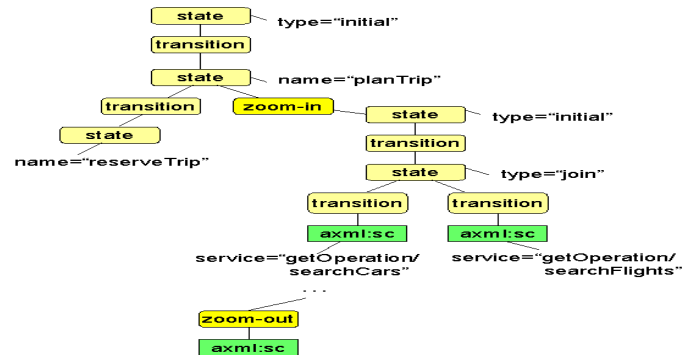 state
type="initial"
transition
state
name="planTrip"
transition
zoom-in
state
type="initial"
state
name="reserveTrip"
transition
state
type="join"
transition
transition
axml:sc
axml:sc
service="getOperation/
searchCars"
service="getOperation/
searchFlights"
...
zoom-out
axml:sc